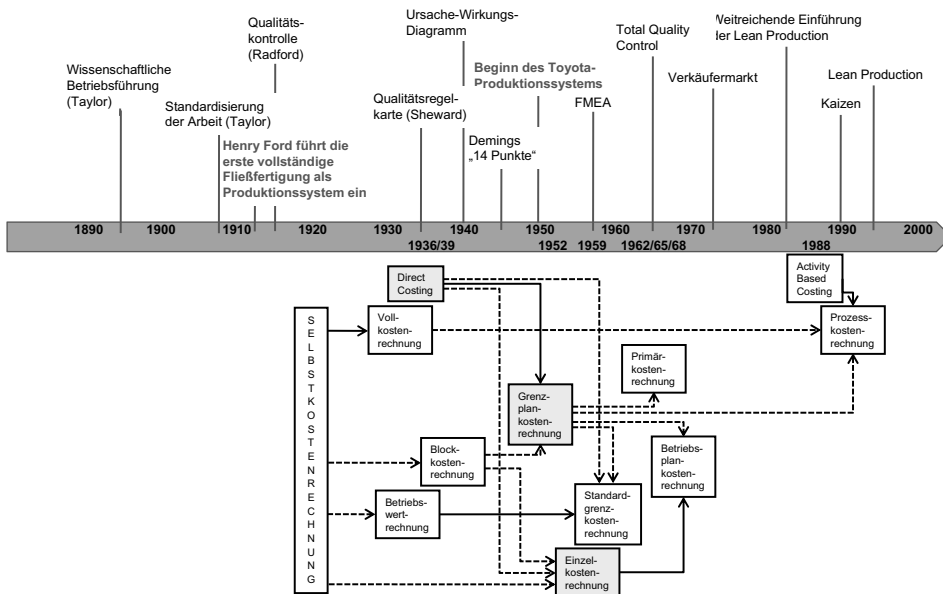 Ursache-Wirkungs-
Diagramm
Qualitäts-
kontrolle
(Radford)
Total Quality
Control
Weitreichende Einführung
der Lean Production
Wissenschaftliche
Betriebsführung
(Taylor)
Beginn des Toyota-
Produktionssystems
Verkäufermarkt
Lean Production
Standardisierung
der Arbeit (Taylor)
Qualitätsregel-
karte (Sheward)
FMEA
Kaizen
Henry Ford führt die
erste vollständige
Fließfertigung als
Produktionssystem ein
Demings
„14 Punkte“
1890 1900 1910 1920 1930 1940 1950 1960 1970 1980 1990 2000
1936/39 1952 1959 1962/65/68 1988
Direct
Costing
Activity
Based
Costing
SELBSTKOSTENRECHNUNG
Voll-
kosten-
rechnung
Prozess-
kosten-
rechnung
Primär-
kosten-
rechnung
Grenz-
plan-
kosten-
rechnung
Block-
kosten-
rechnung
Betriebs-
plan-
kosten-
rechnung
Betriebs-
wert-
rechnung
Standard-
grenz-
kosten-
rechnung
Einzel-
kosten-
rechnung